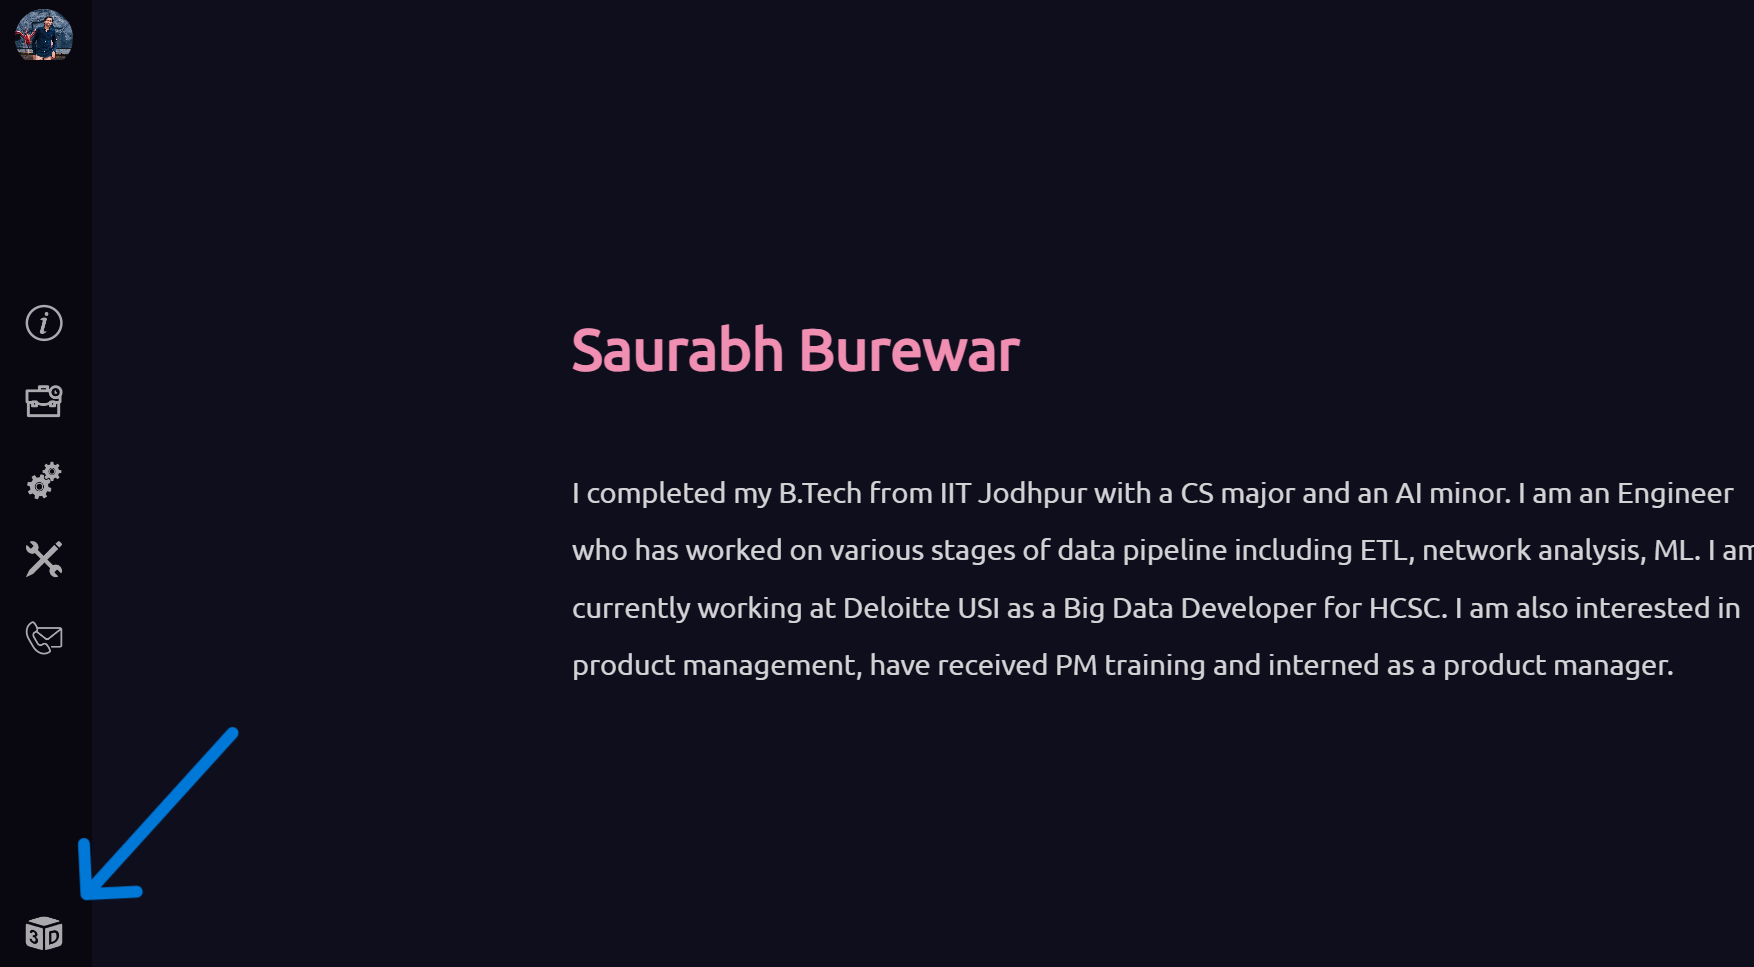 Saurabh Burewar
I completed my B.Tech from IIT Jodhpur with a CS major and an AI minor. I am an Engineer
who has worked on various stages of data pipeline including ETL, network analysis, ML. I am
currently working at Deloitte USI as a Big Data Developer for HCSC. I am also interested in
product management, have received PM training and interned as a product manager.
3D